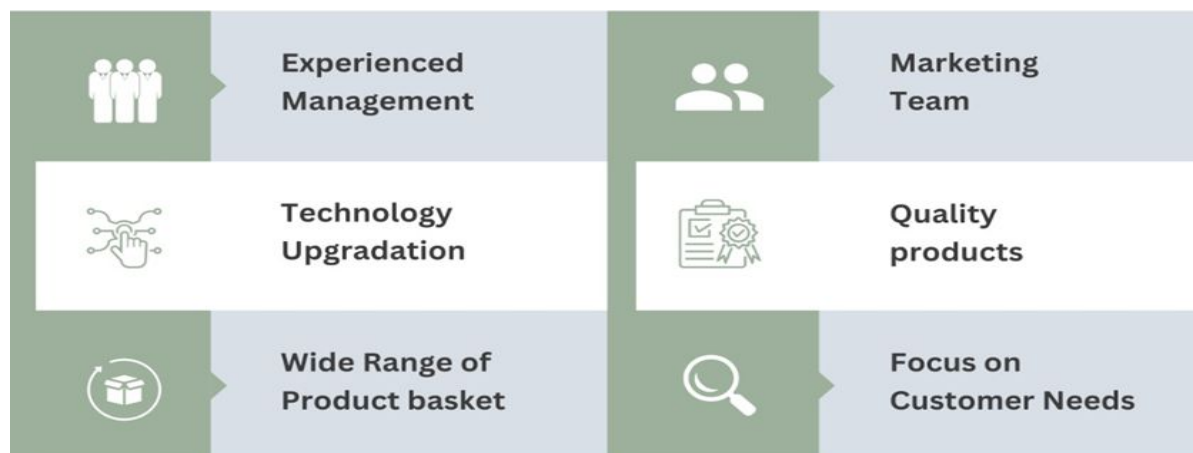 Experienced
Management
Marketing
Team
Technology
Upgradation
Quality
products
Wide Range of
Product basket
Focus on
Customer Needs